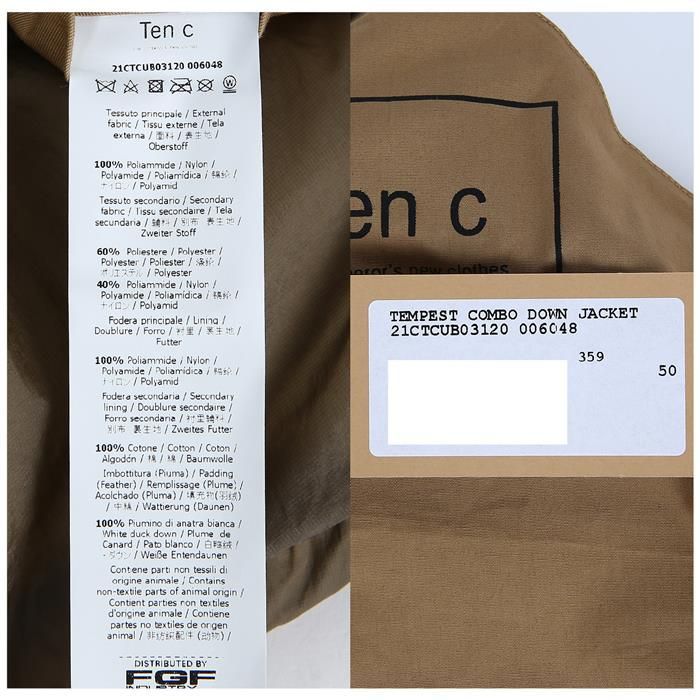 Ten c
21CTCUB03120 006048
Tessuto principale / External
fabric / Tissu externe / Tela
externa / 面料 / 表生地 /
Oberstoff
100% Poliammide / Nylon /
Polyamide / Poliamídica / 锦纶 /
ナイロン / Polyamid
Tessuto secondario / Secondary
fabric / Tissu secondaire / Tela
secundaria / 辅料 / 別布 表生地 /
Zweiter Stoff
60% Poliestere / Polyester /
Polyester / Poliester / 涤纶 /
ポリエステル / Polyester
40% Poliammide / Nylon /
Polyamide / Poliamídica / 锦纶 /
ナイロン / Polyamid
Fodera principale / Lining /
Doublure / Forro / 衬里 / 裏生地 /
Futter
100% Poliammide / Nylon /
Polyamide / Poliamídica / 锦纶 /
ナイロン / Polyamid
Fodera secondaria / Secondary
lining / Doublure secondaire /
Forro secondaria / 衬里辅料 /
別布 裏生地 / Zweites Futter
100% Cotone / Cotton / Coton /
Algodón / 棉 / 綿 / Baumwolle
Imbottitura (Piuma) / Padding
(Feather) / Remplissage (Plume) /
Acolchado (Pluma) / 填充物(羽绒)
/ 中綿 / Wattierung (Daunen)
100% Piumino di anatra bianca /
White duck down / Plume de
Canard / Pato blanco / 白鸭绒 /
ダウン / Weiße Entendaunen
Contiene parti non tessili di
origine animale / Contains
non-textile parts of animal origin /
Contient parties non textiles
d'origine animale / Contiene
partes no textiles de origen
animal / 非纺织配件 (动物) /
DISTRIBUTED BY
FGF
INDUSTRY
en c
peror's new clothes
TEMPEST COMBO DOWN JACKET
21CTCUB03120 006048
359
50